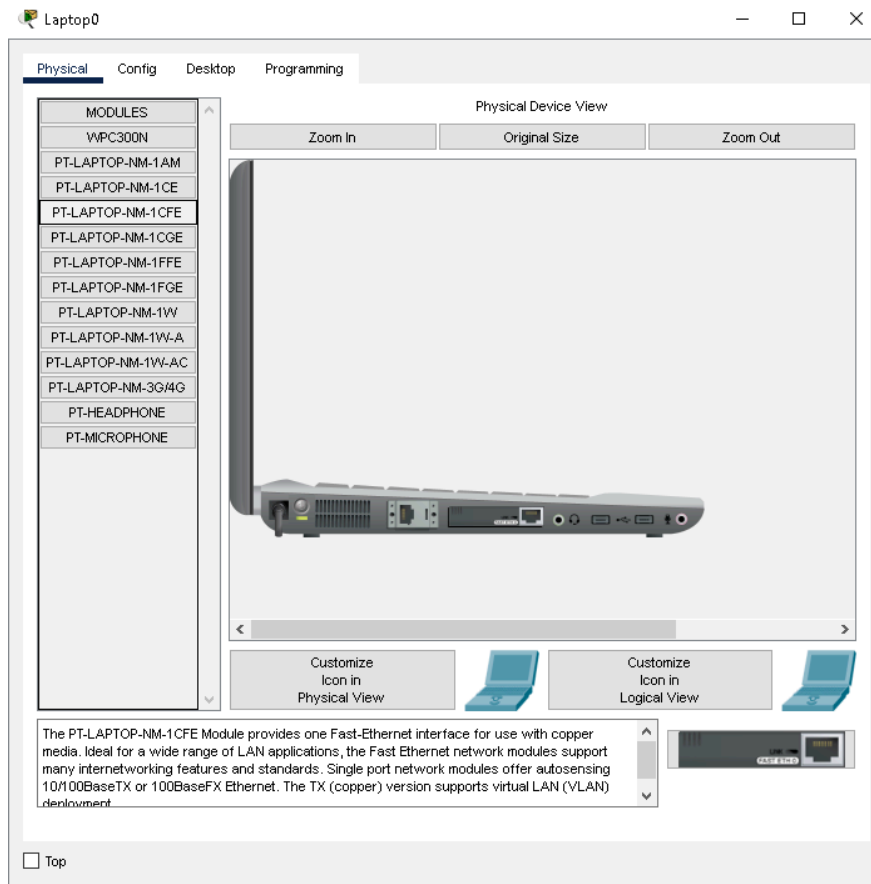 Laptop0
Physical
Config
Desktop
Programming
MODULES
WPC300N
PT-LAPTOP-NM-1AM
PT-LAPTOP-NM-1CE
PT-LAPTOP-NM-1CFE
PT-LAPTOP-NM-1CGE
PT-LAPTOP-NM-1FFE
PT-LAPTOP-NM-1FGE
PT-LAPTOP-NM-1W
PT-LAPTOP-NM-1W-A
PT-LAPTOP-NM-1W-AC
PT-LAPTOP-NM-3G/4G
PT-HEADPHONE
PT-MICROPHONE
Physical Device View
Zoom In
Original Size
Zoom Out
Customize
Icon in
Physical View
Customize
Icon in
Logical View
The PT-LAPTOP-NM-1CFE Module provides one Fast-Ethernet interface for use with copper
media. Ideal for a wide range of LAN applications, the Fast Ethernet network modules support
many internetworking features and standards. Single port network modules offer autosensing
10/100BaseTX or 100BaseFX Ethernet. The TX (copper) version supports virtual LAN (VLAN)
deployment
FAST ETH 0
Top